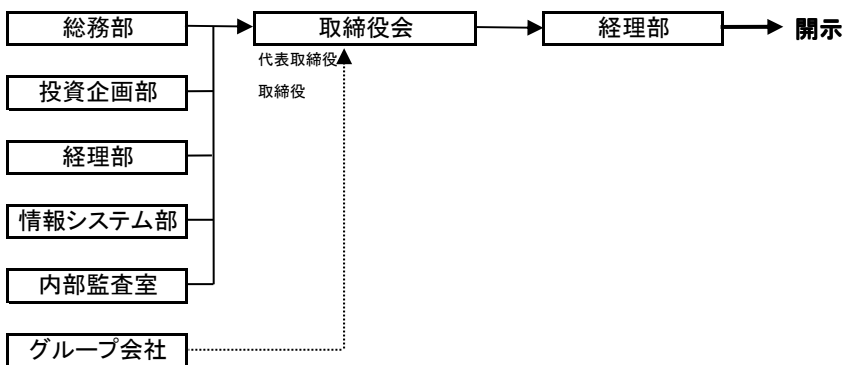 総務部
取締役会
経理部
開示
代表取締役
取締役
投資企画部
経理部
情報システム部
内部監査室
グループ会社